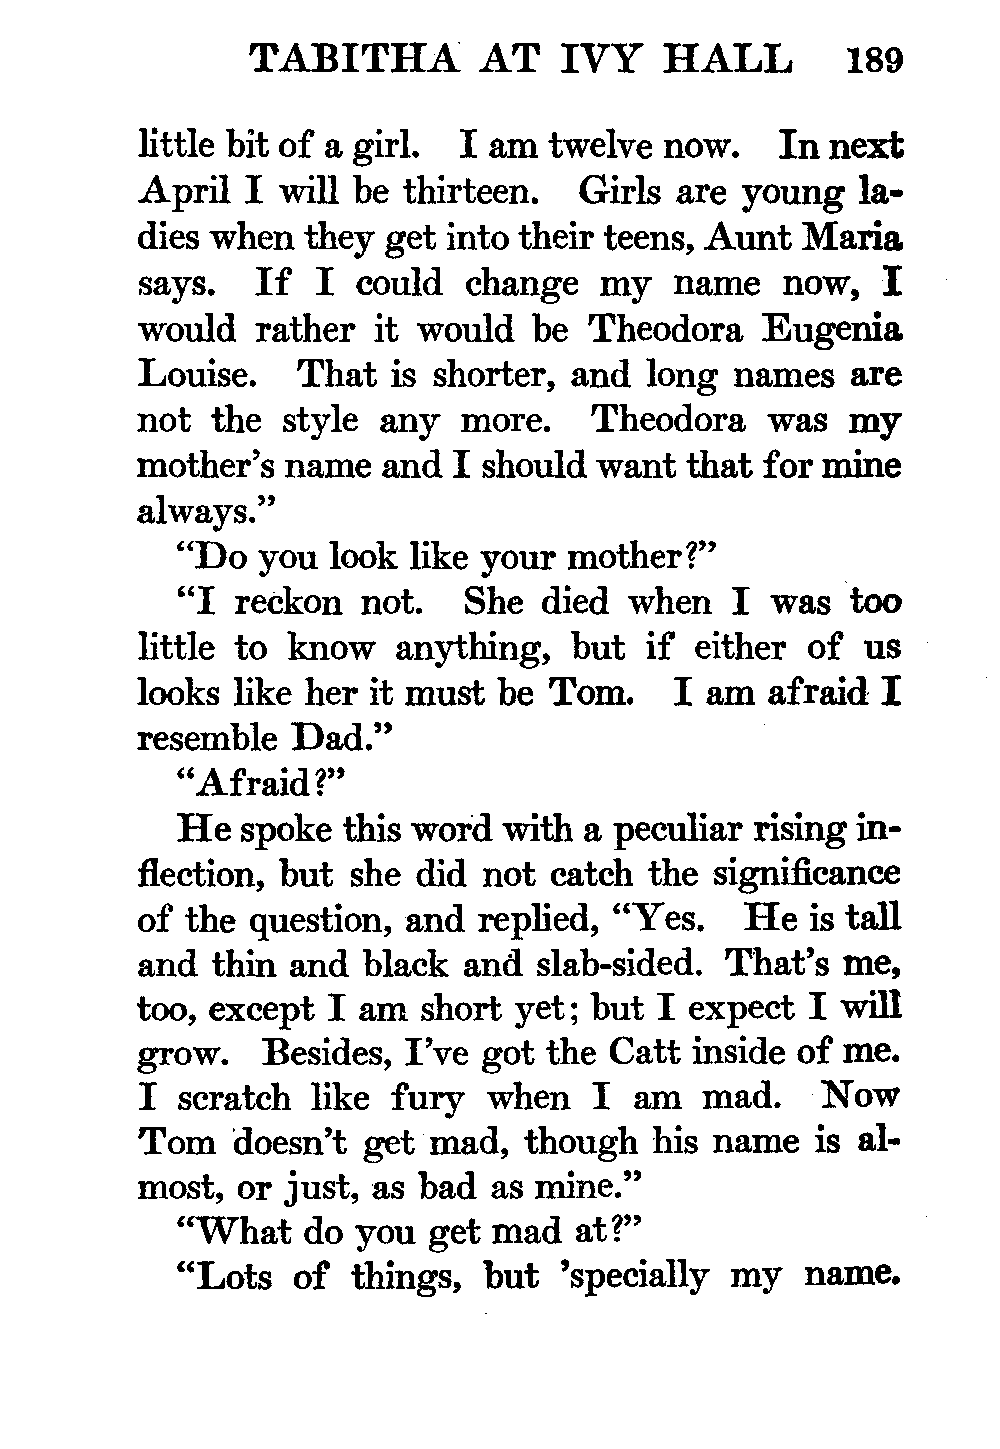 TABITHA AT IVY HALL 189
little bit of a girl. I am twelve now. In next
April I will be thirteen. Girls are young la-
dies when they get into their teens, Aunt Maria
says. If I could change my name now, I
would rather it would be Theodora Eugenia
Louise. That is shorter, and long names are
not the style any more. Theodora was my
mother's name and I should want that for mine
always."
"Do you look like your mother?"
"I reckon not. She died when I was too
little to know anything, but if either of us
looks like her it must be Tom. I am afraid I
resemble Dad."
"Afraid?"
He spoke this word with a peculiar rising in-
flection, but she did not catch the significance
of the question, and replied, "Yes. He is tall
and thin and black and slab-sided. That's me,
too, except I am short yet; but I expect I will
grow. Besides, I've got the Catt inside of me.
I scratch like fury when I am mad. Now
Tom doesn't get mad, though his name is al-
most, or just, as bad as mine."
"What do you get mad at?"
"Lots of things, but 'specially my name.